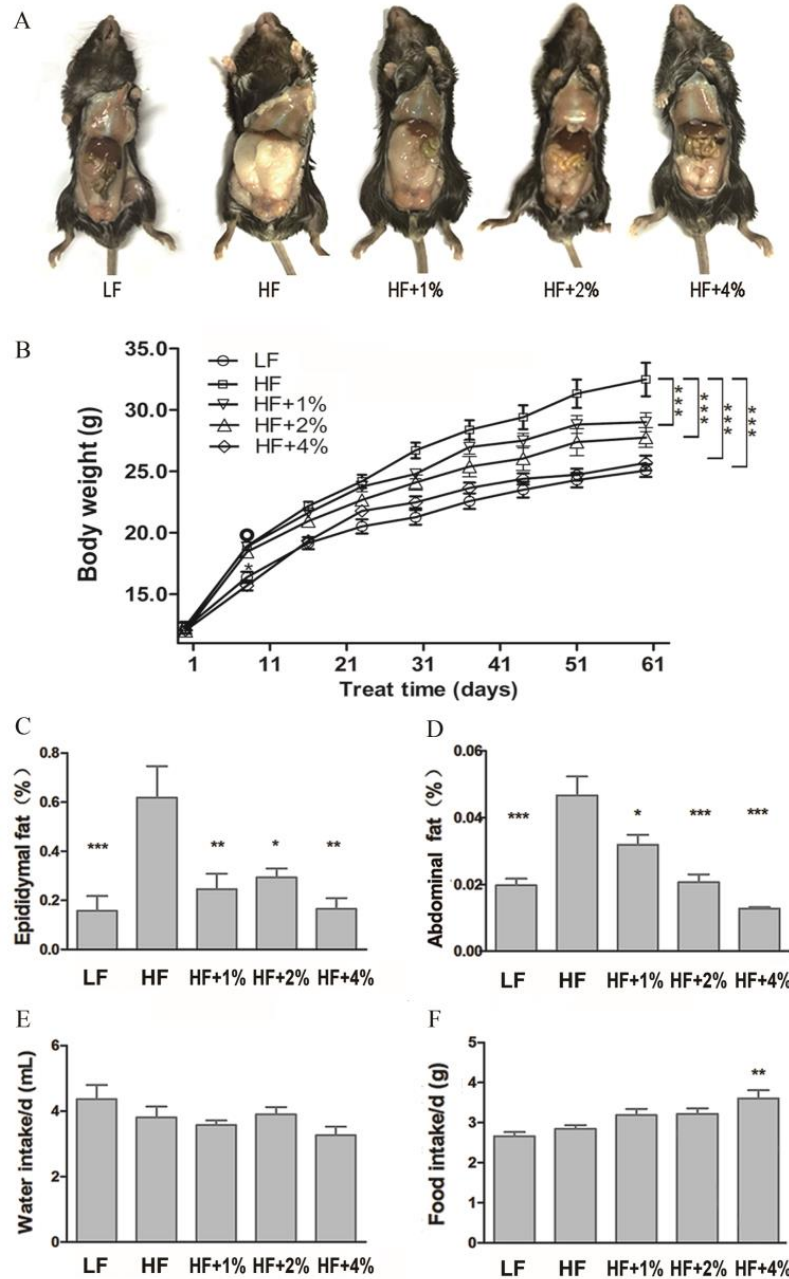 A
LF HF HF+1% HF+2% HF+4%
B
35.0
30.0
25.0
20.0
15.0
Body weight (g)
LF
HF
HF+1%
HF+2%
HF+4%
*** *** *** ***
*
1 11 21 31 41 51 61
Treat time (days)
C
0.8
0.6
0.4
0.2
0.0
Epididymal fat（%）
*** ** * **
LF HF HF+1% HF+2% HF+4%
D
0.06
0.04
0.02
0.00
Abdominal fat（%）
*** * *** ***
LF HF HF+1% HF+2% HF+4%
E
6
4
2
0
Water intake/d (mL)
LF HF HF+1% HF+2% HF+4%
F
5
4
3
2
1
0
Food intake/d (g)
**
LF HF HF+1% HF+2% HF+4%